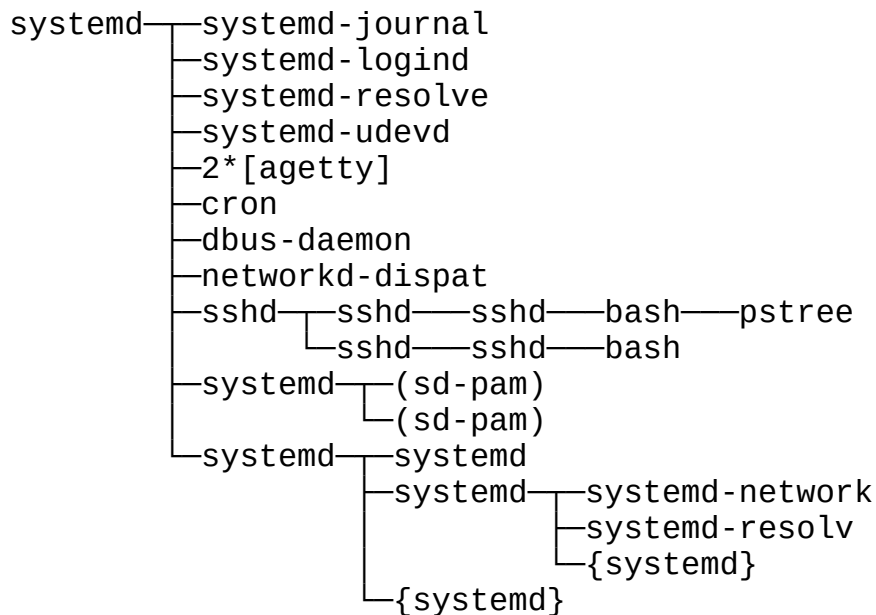 systemd─┬─systemd-journal
        ├─systemd-logind
        ├─systemd-resolve
        ├─systemd-udevd
        ├─2*[agetty]
        ├─cron
        ├─dbus-daemon
        ├─networkd-dispat
        ├─sshd─┬─sshd───sshd───bash───pstree
        │      └─sshd───sshd───bash
        ├─systemd─┬─(sd-pam)
        │         └─(sd-pam)
        └─systemd─┬─systemd
                  ├─systemd─┬─systemd-network
                  │         ├─systemd-resolv
                  │         └─{systemd}
                  └─{systemd}